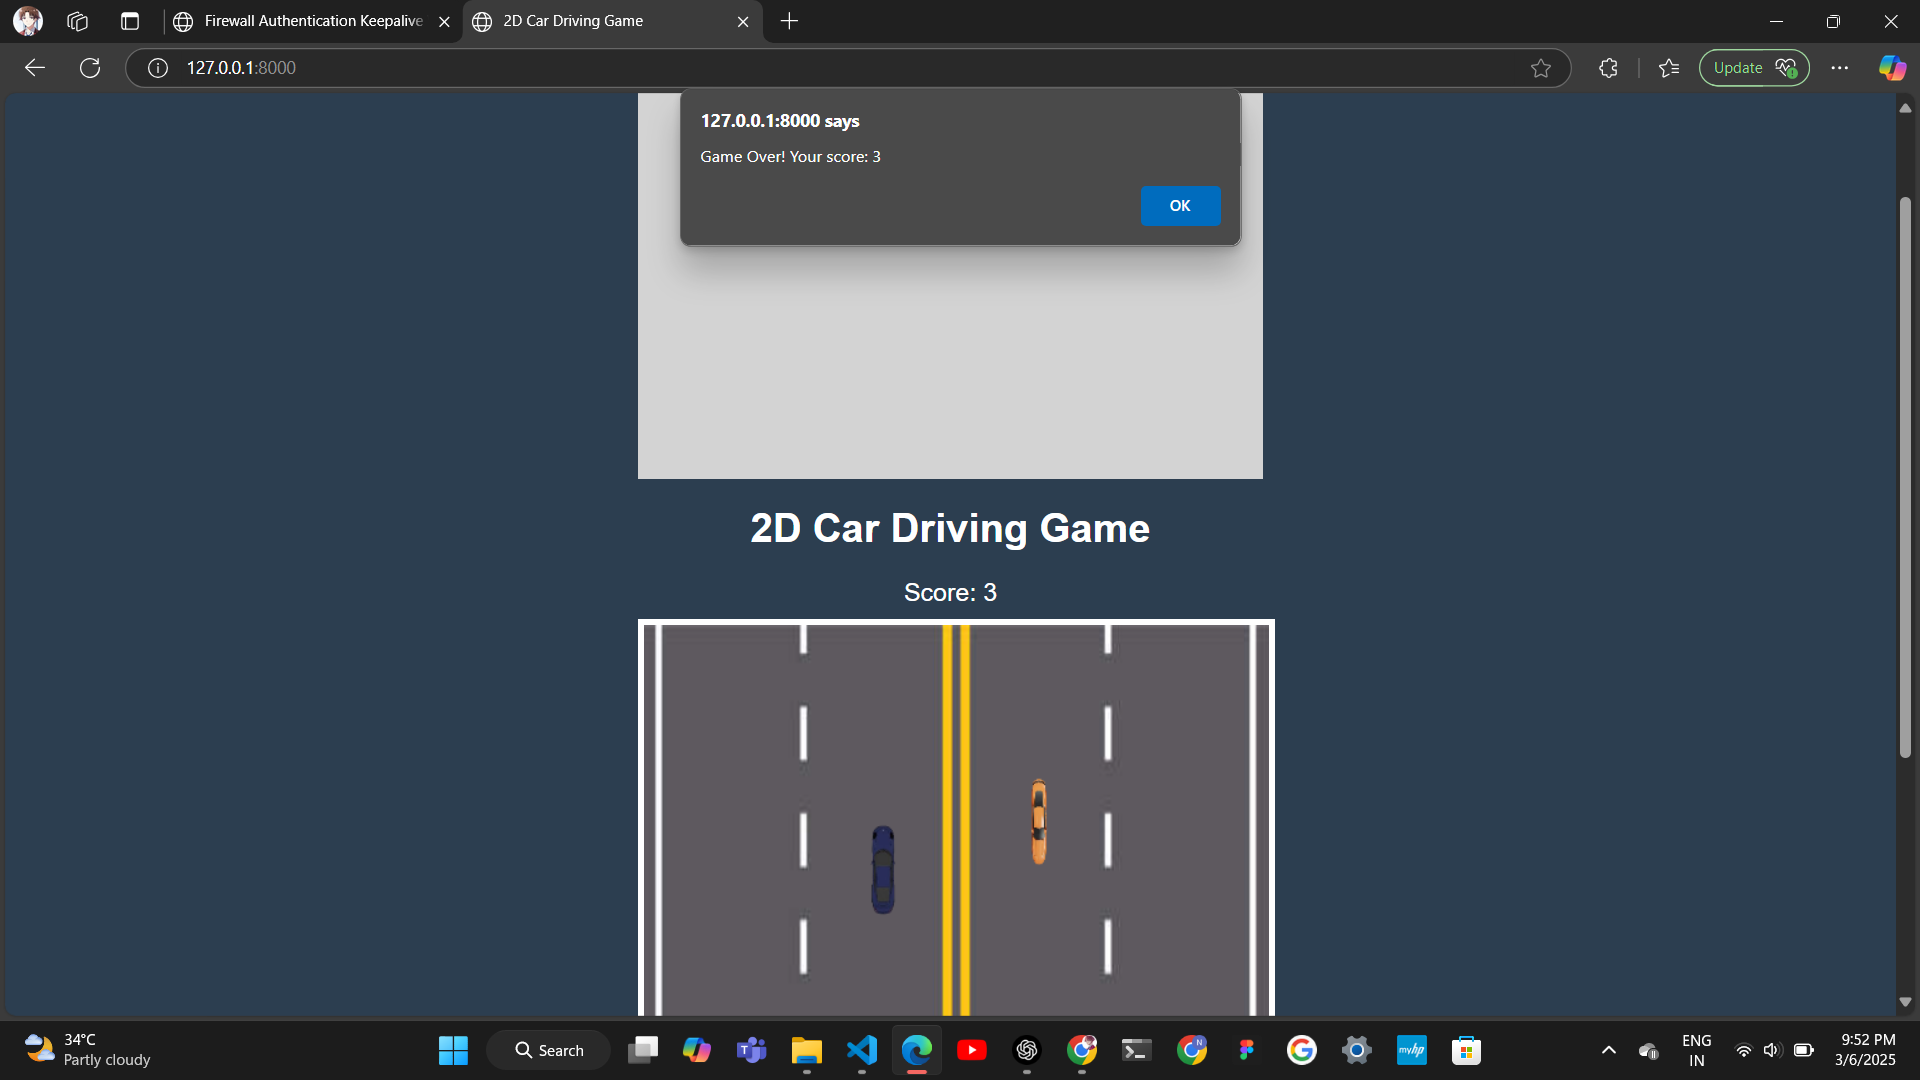 Firewall Authentication Keepalive
2D Car Driving Game
127.0.0.1:8000
Update
127.0.0.1:8000 says
Game Over! Your score: 3
OK
2D Car Driving Game
Score: 3
34°C
Partly cloudy
Search
myhp
ENG
IN
9:52 PM
3/6/2025